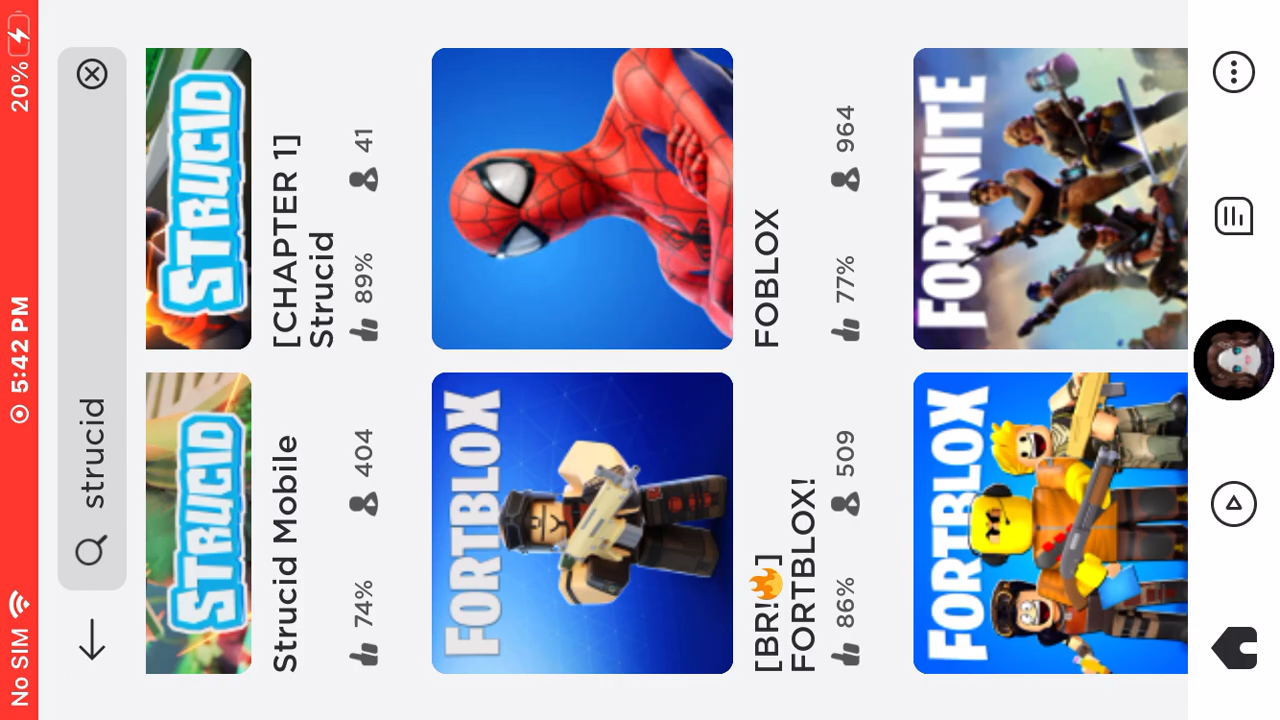 No SIM
5:42 PM
20%
strucid
STRUCID
Strucid Mobile
74%
404
STRUCID
[CHAPTER 1]
Strucid
89%
41
FORTBLOX
[BR!🔥]
FORTBLOX!
86%
509
FOBLOX
77%
964
FORTBLOX
FORTNITE